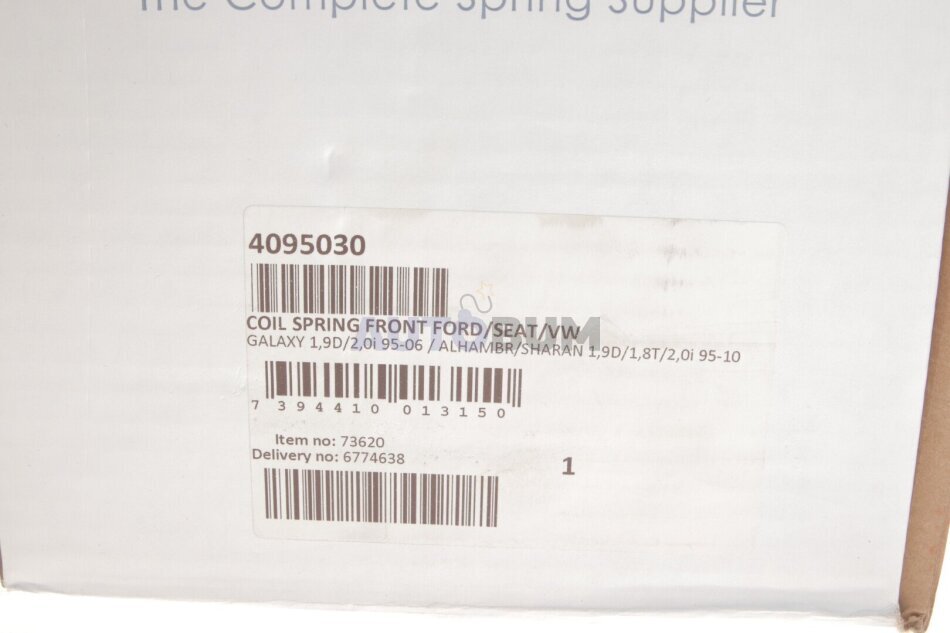 The Complete Spring Supplier
4095030
COIL SPRING FRONT FORD/SEAT/VW
AUTOBUM
GALAXY 1,9D/2,0i 95-06 / ALHAMBR/SHARAN 1,9D/1,8T/2,0i 95-10
7 394410 013150
Item no: 73620
Delivery no: 6774638
1